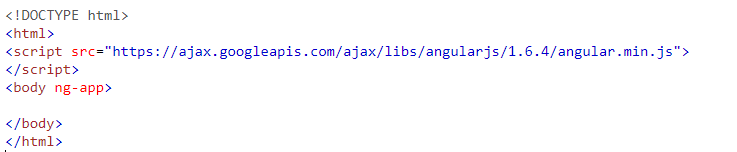 <!DOCTYPE html>
<html>
<script src="https://ajax.googleapis.com/ajax/libs/angularjs/1.6.4/angular.min.js">
</script>
<body ng-app>
</body>
</html>